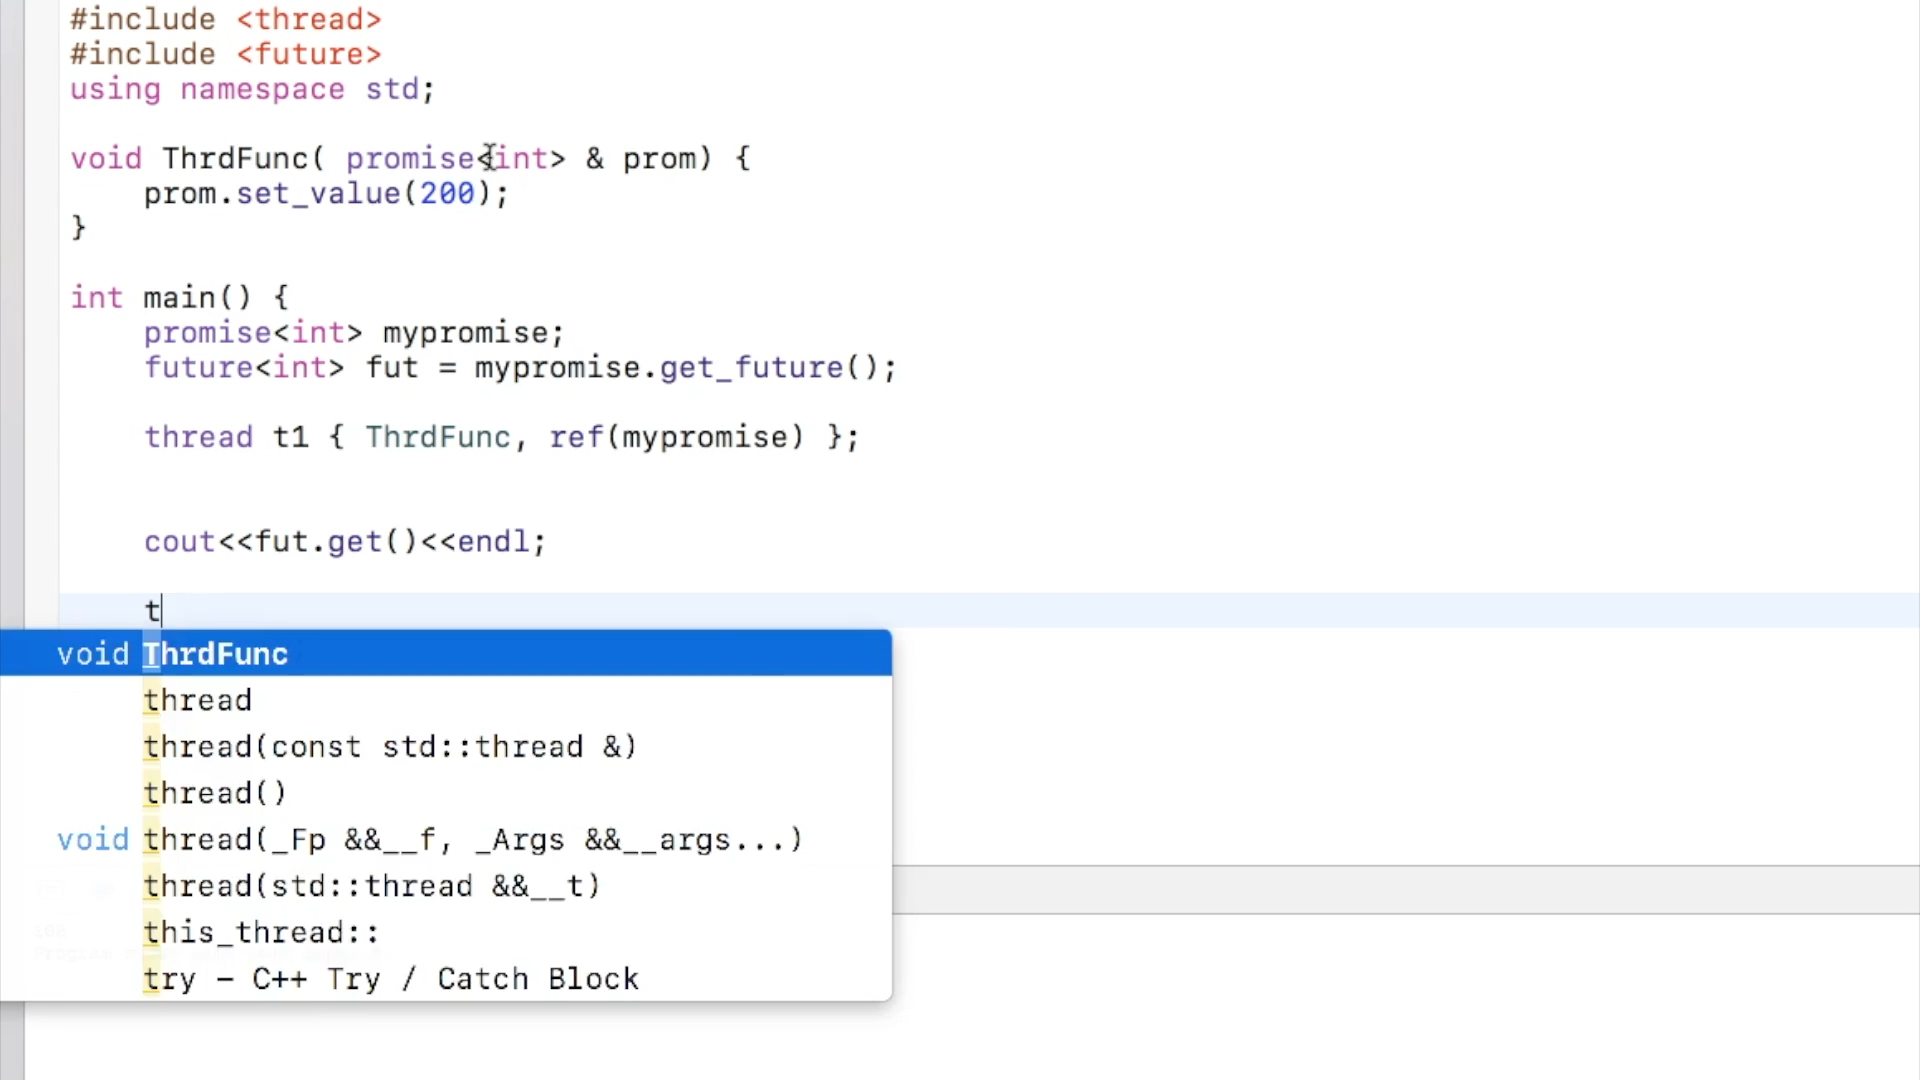 #include <thread>
#include <future>
using namespace std;
void ThrdFunc( promise<int> & prom) {
prom.set_value(200);
}
int main() {
promise<int> mypromise;
future<int> fut = mypromise.get_future();
thread t1 { ThrdFunc, ref(mypromise) };
cout<<fut.get()<<endl;
t
void ThrdFunc
thread
thread(const std::thread &)
thread()
void thread(_Fp &&__f, _Args &&__args...)
thread(std::thread &&__t)
this_thread::
try – C++ Try / Catch Block